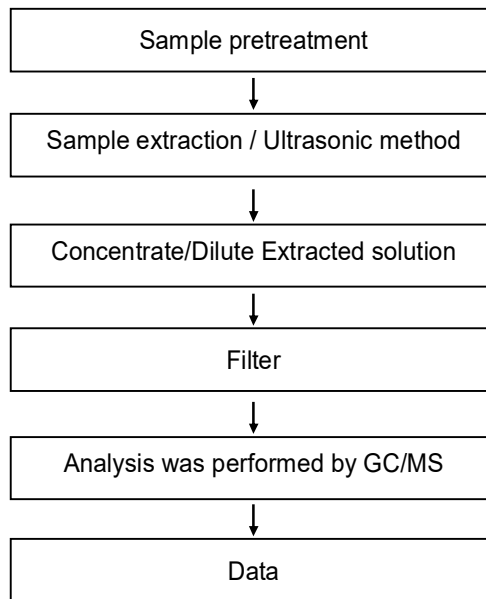 Sample pretreatment
Sample extraction / Ultrasonic method
Concentrate/Dilute Extracted solution
Filter
Analysis was performed by GC/MS
Data